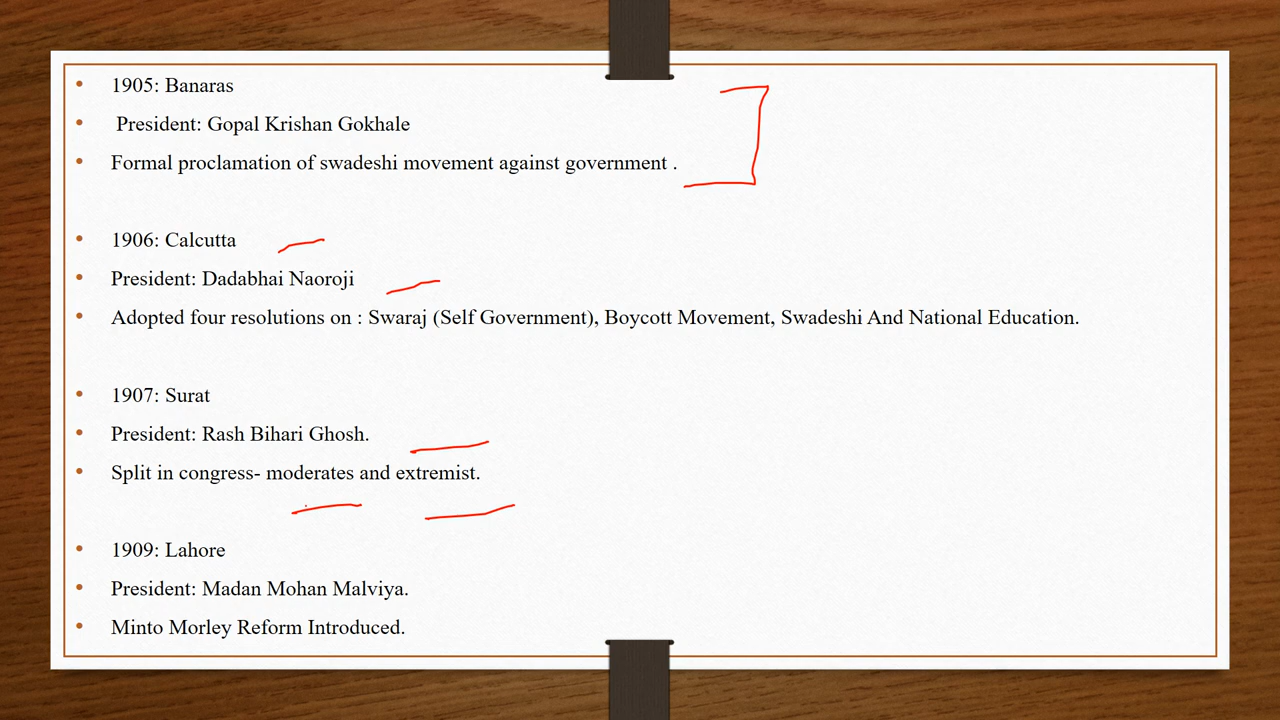 1905: Banaras
President: Gopal Krishan Gokhale
Formal proclamation of swadeshi movement against government .
1906: Calcutta
President: Dadabhai Naoroji
Adopted four resolutions on : Swaraj (Self Government), Boycott Movement, Swadeshi And National Education.
1907: Surat
President: Rash Bihari Ghosh.
Split in congress- moderates and extremist.
1909: Lahore
President: Madan Mohan Malviya.
Minto Morley Reform Introduced.